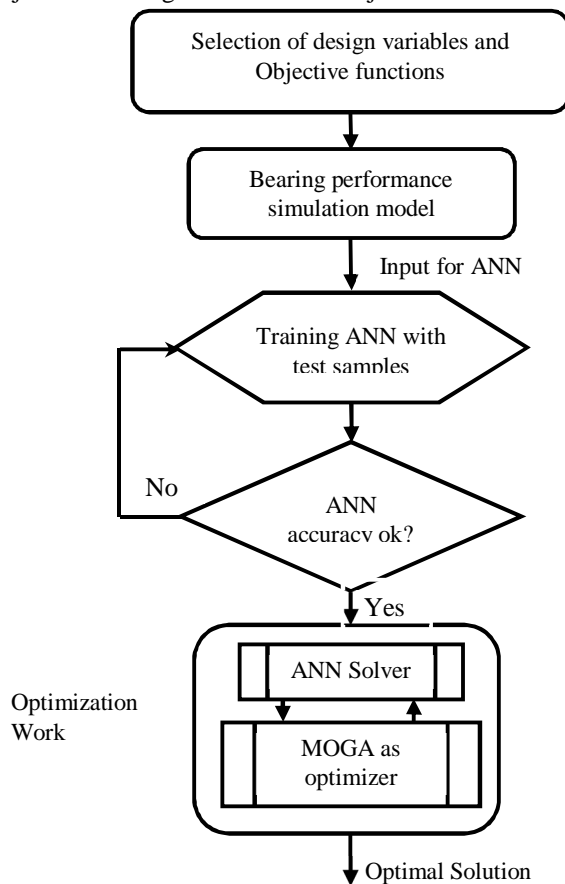 Selection of design variables and
Objective functions
Bearing performance
simulation model
Input for ANN
Training ANN with
test samples
No
ANN
accuracy ok?
Yes
ANN Solver
Optimization
Work
MOGA as
optimizer
Optimal Solution